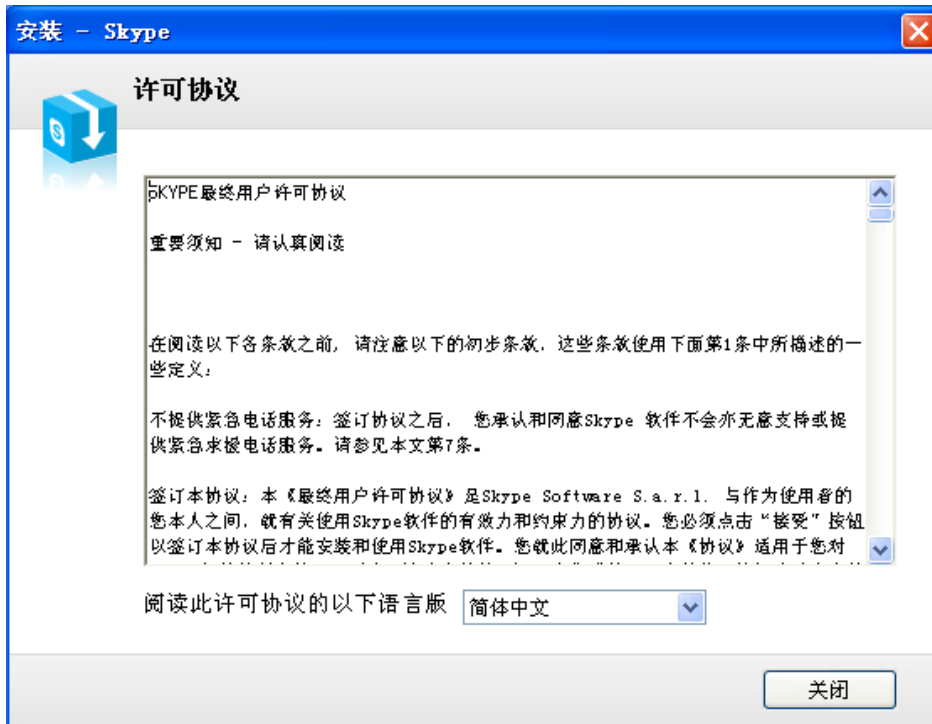 安装 - Skype
许可协议
SKYPE最终用户许可协议
重要须知 - 请认真阅读
在阅读以下各条款之前, 请注意以下的初步条款. 这些条款使用下面第1条中所描述的一
些定义:
不提供紧急电话服务: 签订协议之后, 您承认和同意Skype 软件不会亦无意支持或提
供紧急求援电话服务。请参见本文第7条。
签订本协议: 本《最终用户许可协议》是Skype Software S.a.r.l. 与作为使用者的
您本人之间, 就有关使用Skype软件的有效力和约束力的协议。您必须点击“接受”按钮
以签订本协议后才能安装和使用Skype软件。您就此同意和承认本《协议》适用于您对
阅读此许可协议的以下语言版
简体中文
关闭